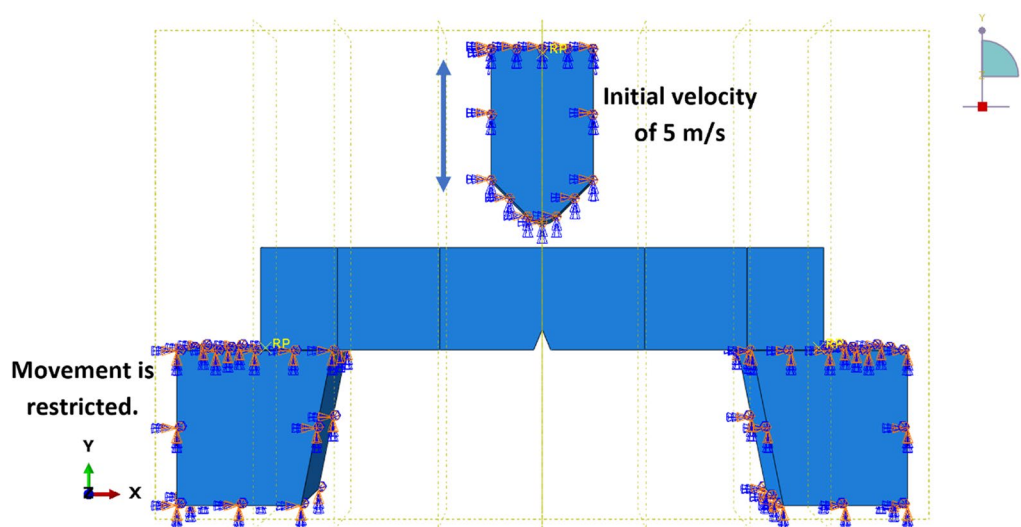 Y
Z
RP
Initial velocity
of 5 m/s
RP
RP
Movement is
restricted.
Y
Z
X